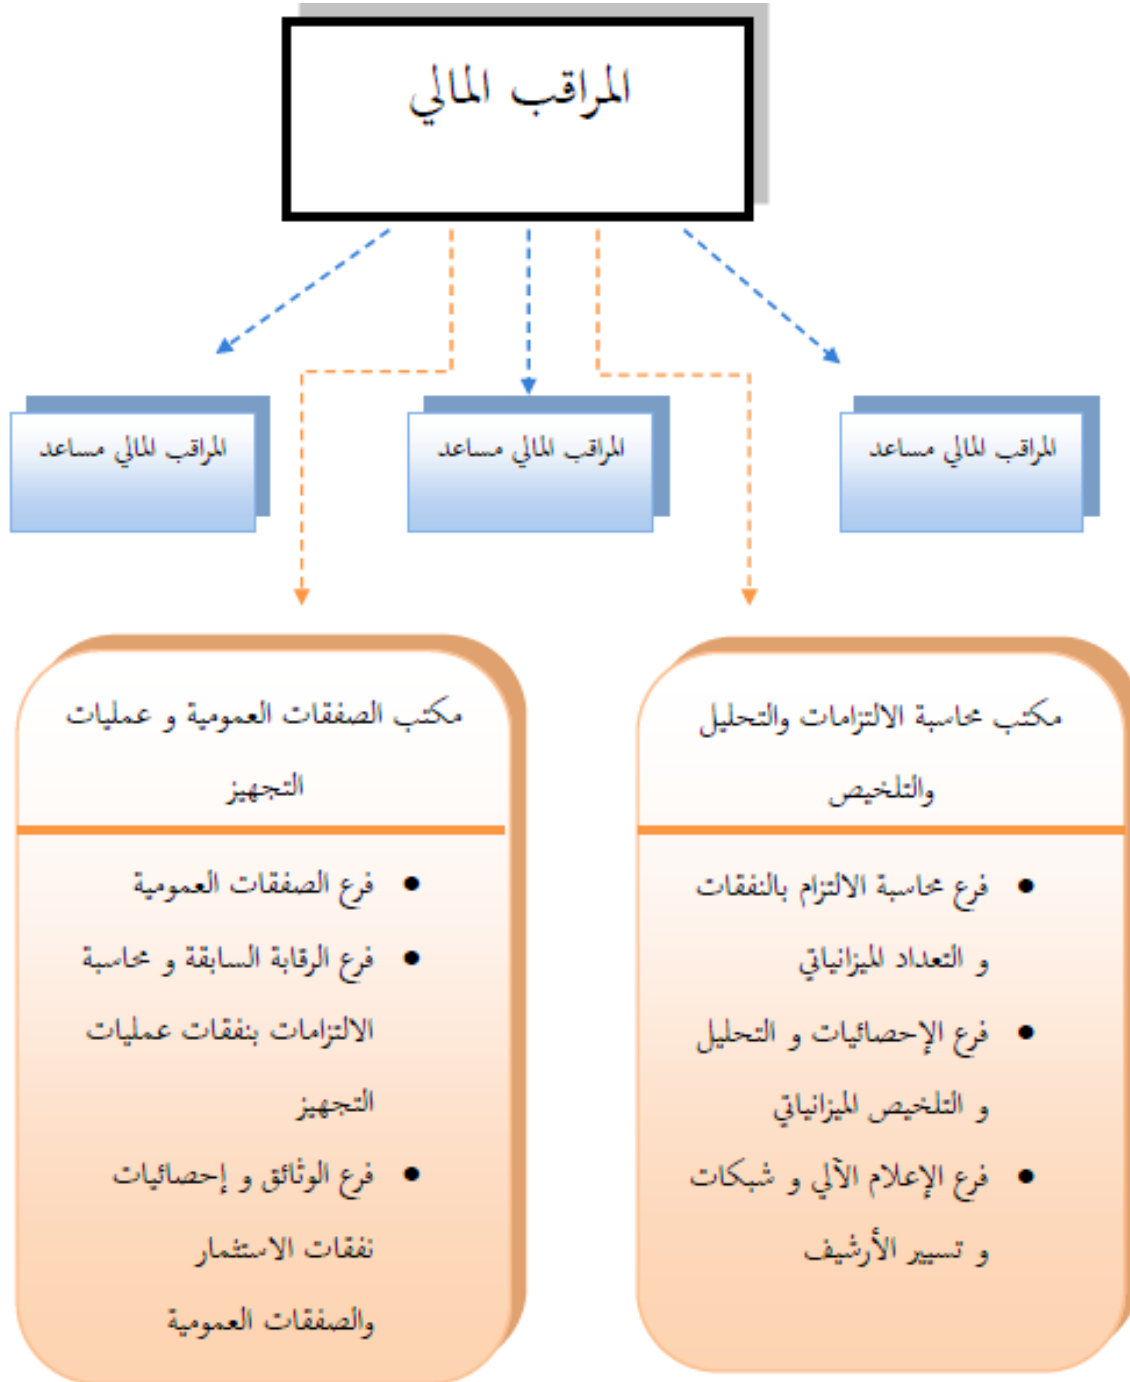 المراقب المالي
المراقب المالي مساعد
المراقب المالي مساعد
المراقب المالي مساعد
مكتب محاسبة الالتزامات والتحليل
والتلخيص
● فرع محاسبة الالتزام بالنفقات
و التعداد الميزانياتي
● فرع الإحصائيات و التحليل
و التلخيص الميزانياتي
● فرع الإعلام الآلي و شبكات
و تسيير الأرشيف
مكتب الصفقات العمومية و عمليات
التجهيز
● فرع الصفقات العمومية
● فرع الرقابة السابقة و محاسبة
الالتزامات بنفقات عمليات
التجهيز
● فرع الوثائق و إحصائيات
نفقات الاستثمار
والصفقات العمومية